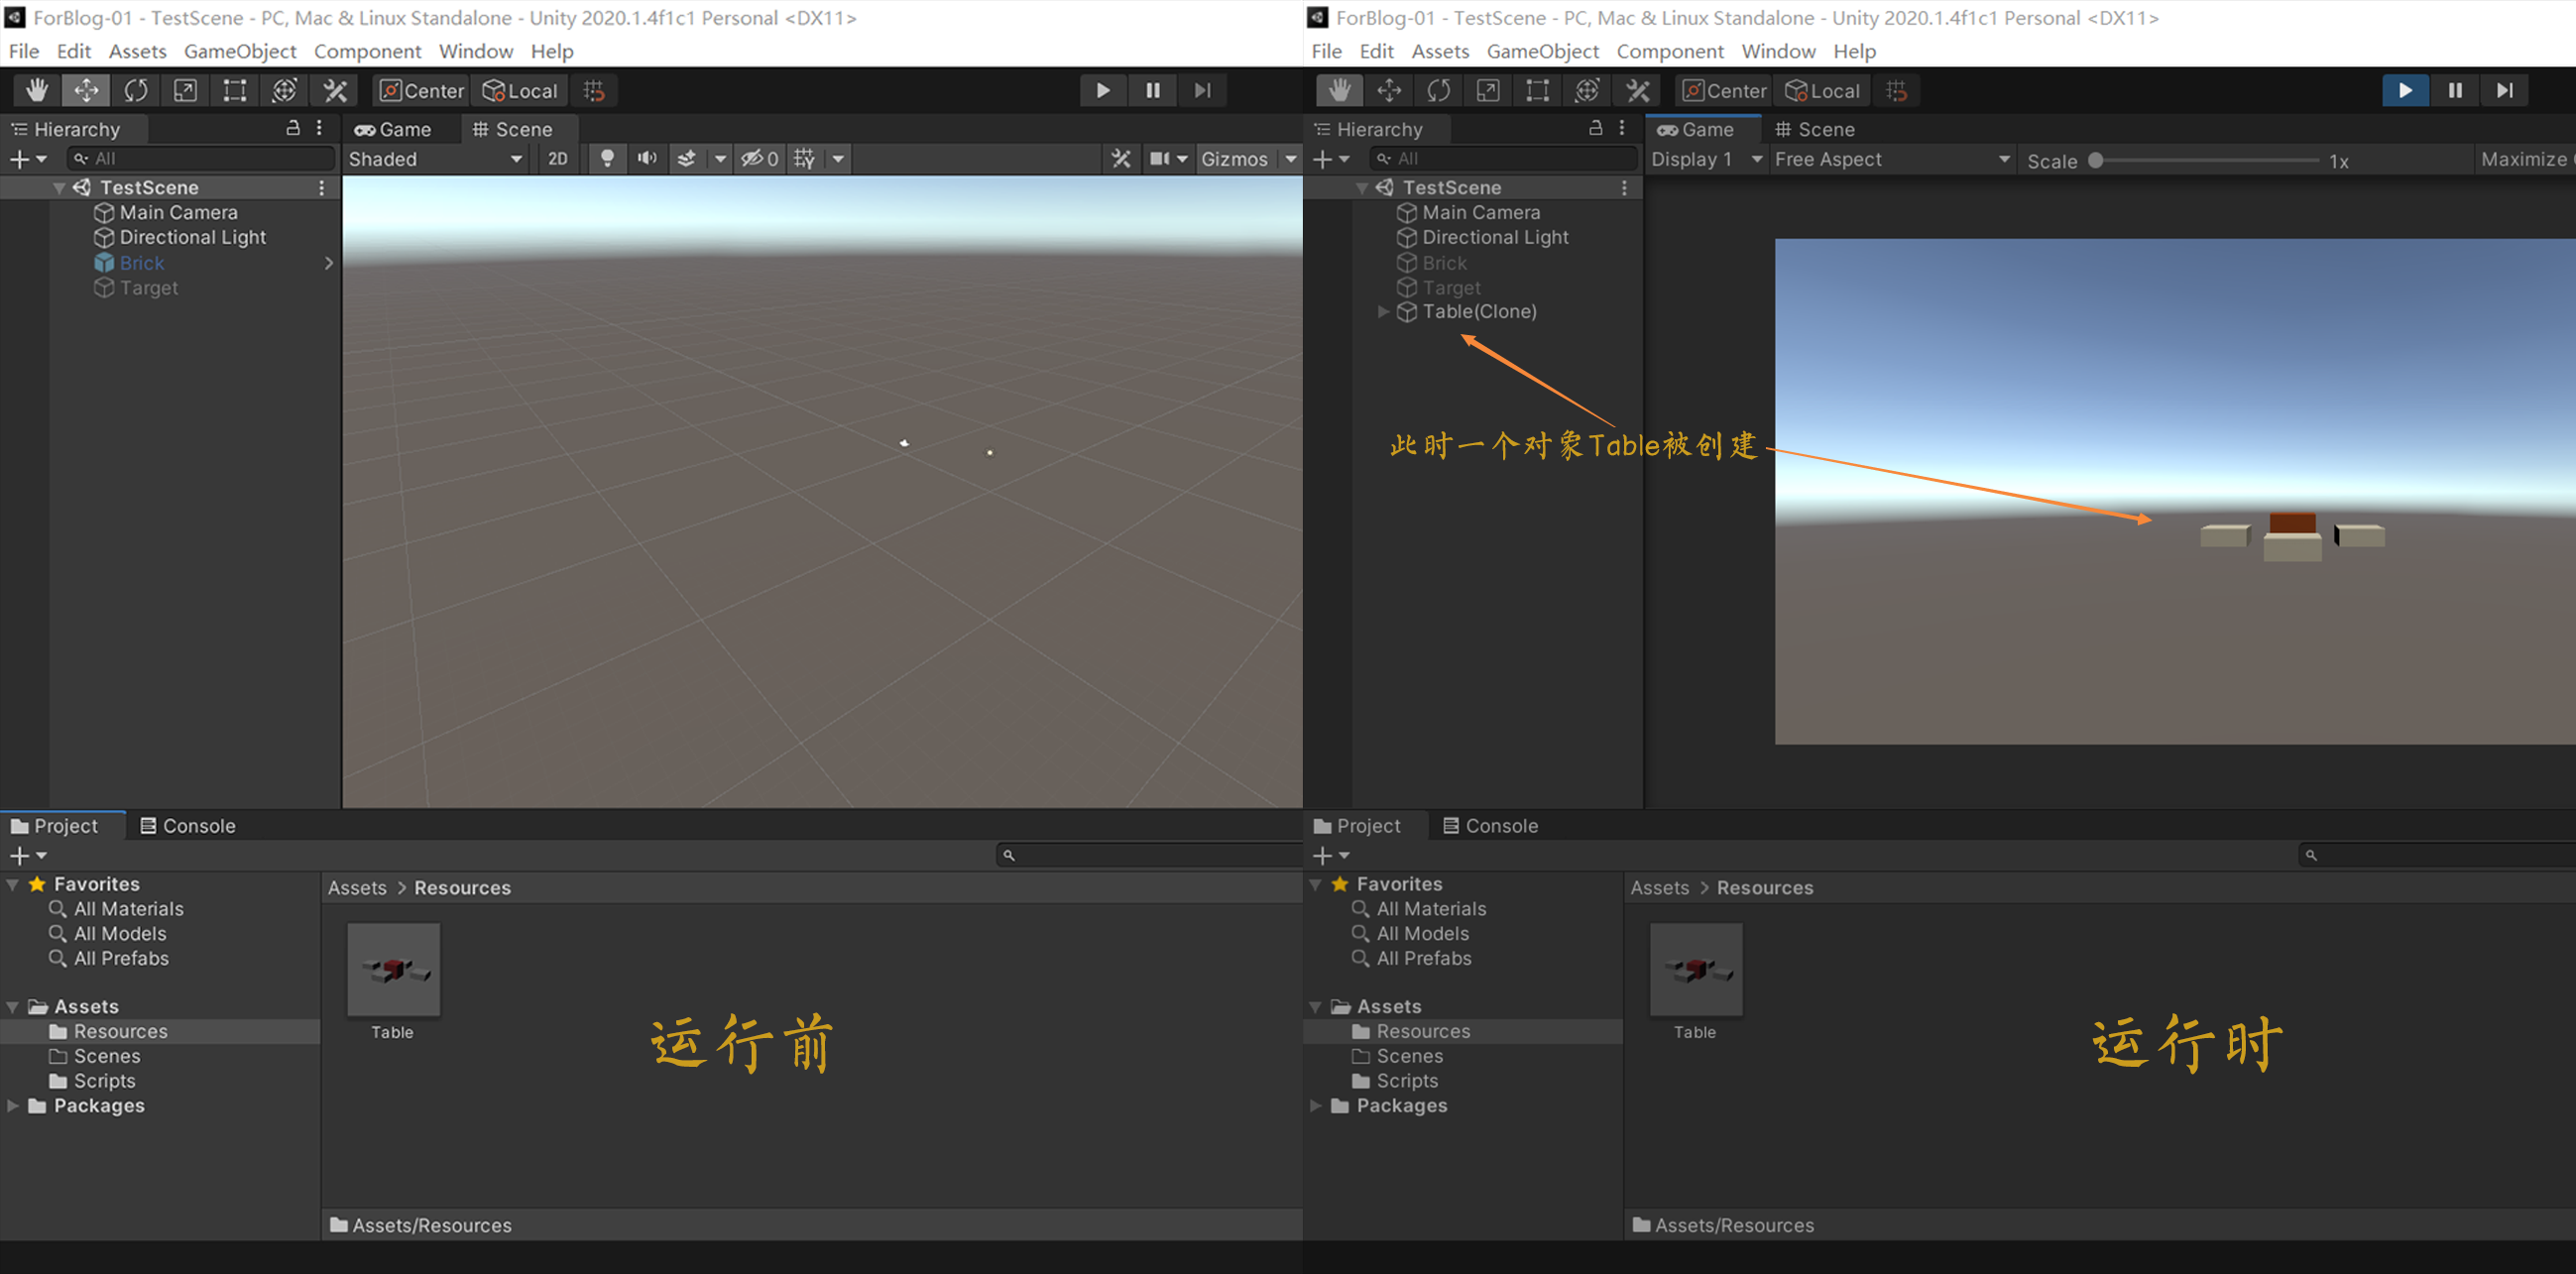 ForBlog-01 - TestScene - PC, Mac & Linux Standalone - Unity 2020.1.4f1c1 Personal <DX11>
File Edit Assets GameObject Component Window Help
Center Local
Hierarchy
All
TestScene
Main Camera
Directional Light
Brick
Target
Game Scene
Shaded 2D 0 Gizmos
Project Console
Favorites
All Materials
All Models
All Prefabs
Assets
Resources
Scenes
Scripts
Packages
Assets > Resources
Table
运行前
Assets/Resources
ForBlog-01 - TestScene - PC, Mac & Linux Standalone - Unity 2020.1.4f1c1 Personal <DX11>
File Edit Assets GameObject Component Window Help
Center Local
Hierarchy
All
TestScene
Main Camera
Directional Light
Brick
Target
Table(Clone)
Game Scene
Display 1 Free Aspect Scale 1x Maximize
此时一个对象Table被创建
Project Console
Favorites
All Materials
All Models
All Prefabs
Assets
Resources
Scenes
Scripts
Packages
Assets > Resources
Table
运行时
Assets/Resources